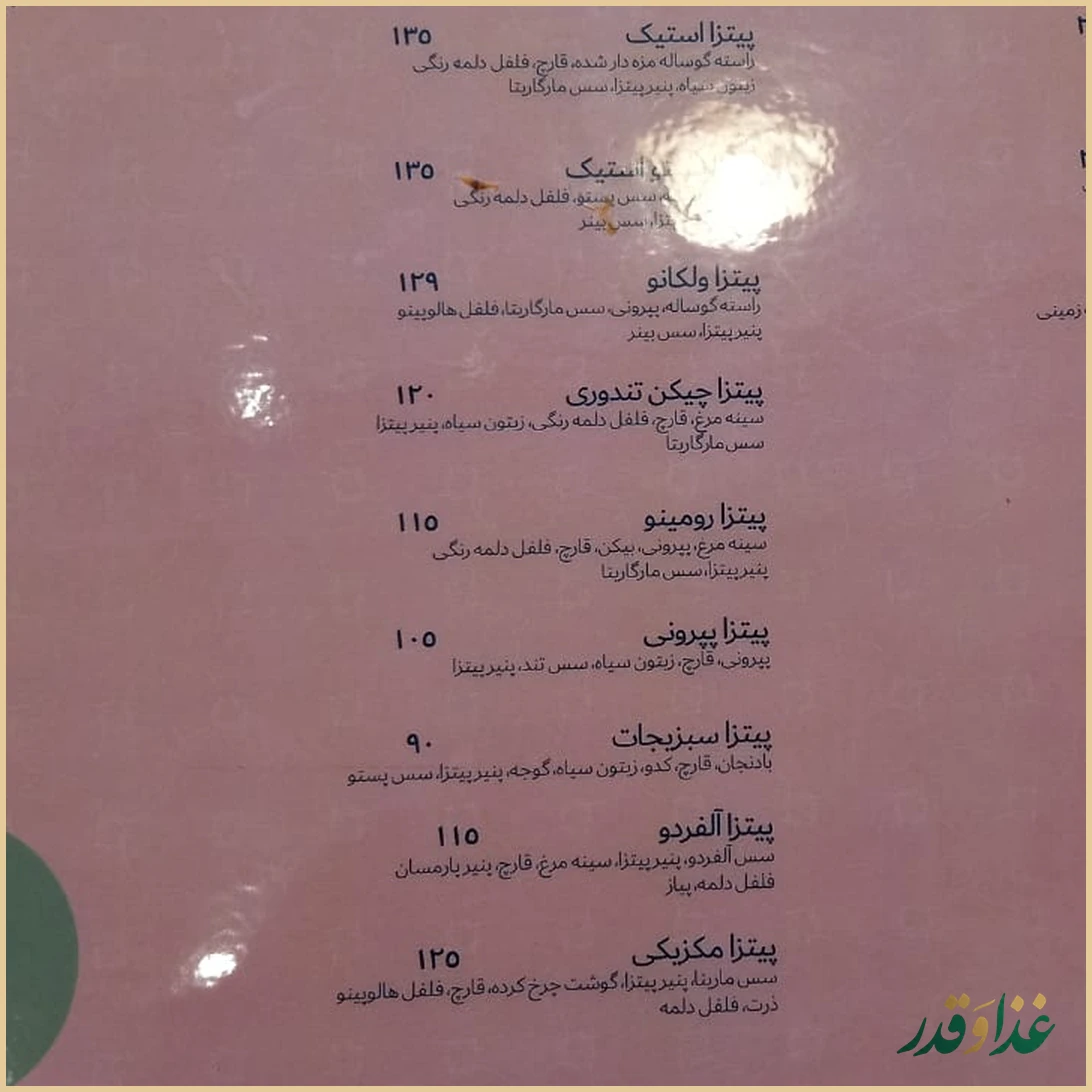 پیتزا استیک ۱۳۵
راسته گوساله مزه دار شده، قارچ، فلفل دلمه رنگی
زیتون سیاه، پنیر پیتزا، سس مارگاریتا
استیک ۱۳۵
سس پستو، فلفل دلمه رنگی
سس بینر
پیتزا ولکانو ۱۲۹
راسته گوساله، پپرونی، سس مارگاریتا، فلفل هالوپینو
پنیر پیتزا، سس بینر
پیتزا چیکن تندوری ۱۲۰
سینه مرغ، قارچ، فلفل دلمه رنگی، زیتون سیاه، پنیر پیتزا
سس مارگاریتا
پیتزا رومینو ۱۱۵
سینه مرغ، پپرونی، بیکن، قارچ، فلفل دلمه رنگی
پنیر پیتزا، سس مارگاریتا
پیتزا پپرونی ۱۰۵
پپرونی، قارچ، زیتون سیاه، سس تند، پنیر پیتزا
پیتزا سبزیجات ۹۰
بادنجان، قارچ، کدو، زیتون سیاه، گوجه، پنیر پیتزا، سس پستو
پیتزا آلفردو ۱۱۵
سس آلفردو، پنیر پیتزا، سینه مرغ، قارچ، پنیر پارمسان
فلفل دلمه، پیاز
پیتزا مکزیکی ۱۲۵
سس مارینا، پنیر پیتزا، گوشت چرخ کرده، قارچ، فلفل هالوپینو
ذرت، فلفل دلمه
زمینی
غذا وَ قدر